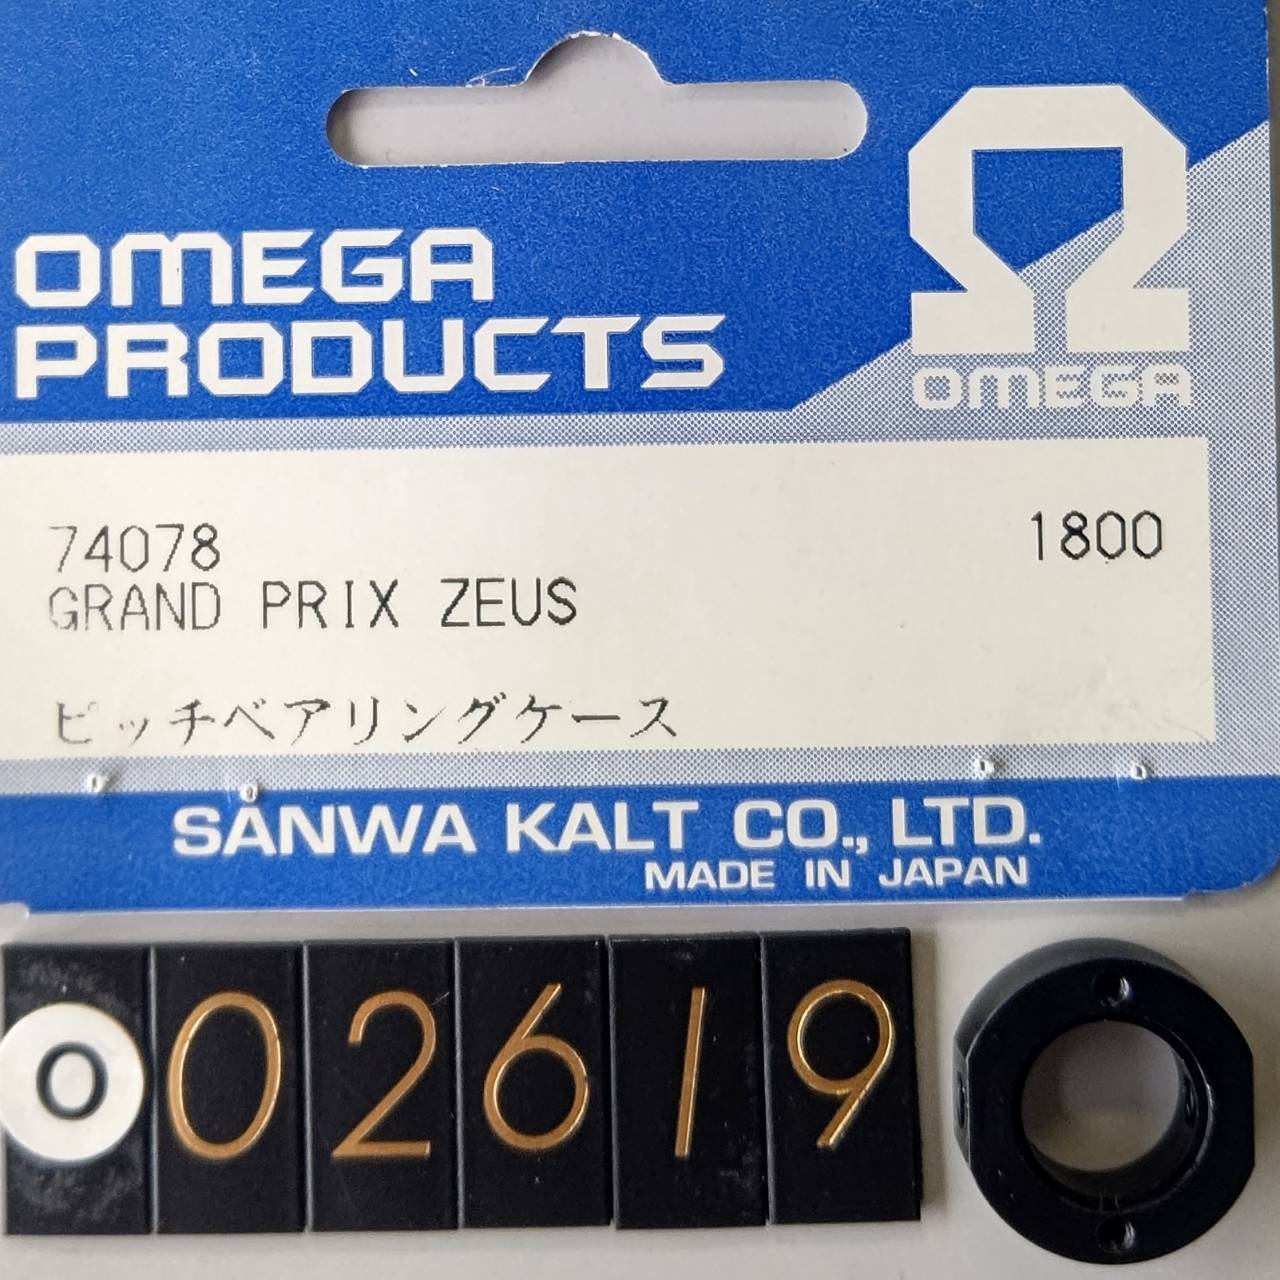 OMEGA
PRODUCTS
OMEGA
74078 1800
GRAND PRIX ZEUS
ピッチベアリングケース
SANWA KALT CO., LTD.
MADE IN JAPAN
O 02619